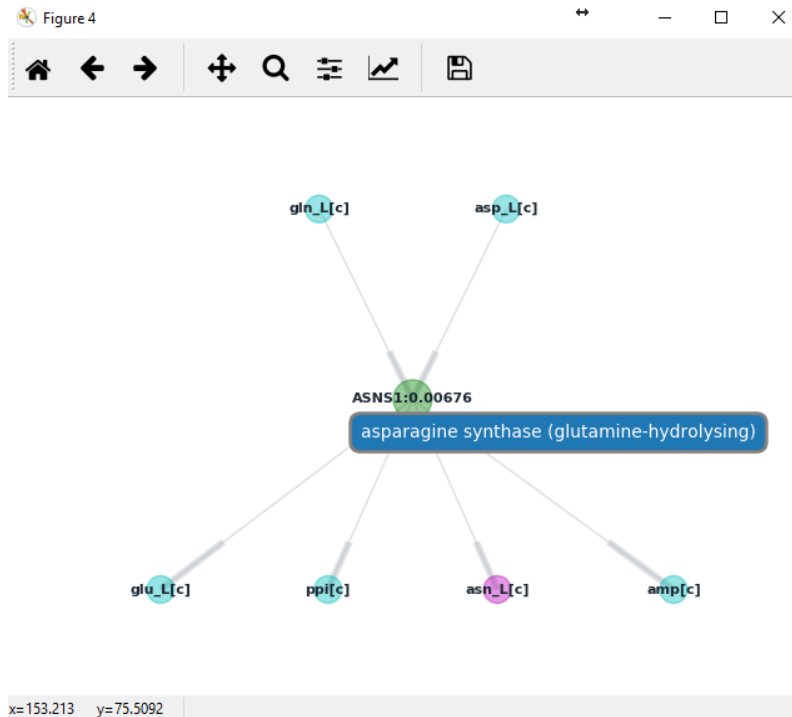 Figure 4
gln_L[c] asp_L[c]
ASNS1:0.00676
asparagine synthase (glutamine-hydrolysing)
glu_L[c] ppi[c] asn_L[c] amp[c]
x=153.213 y=75.5092